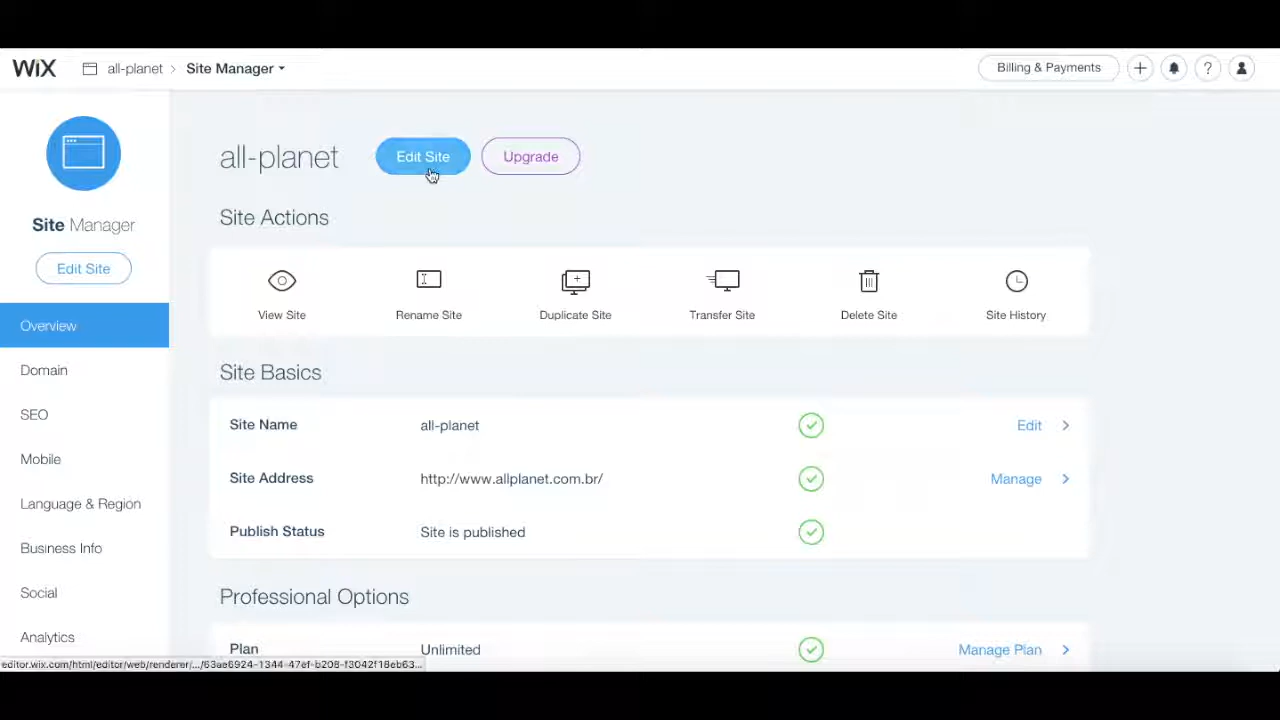 WiX all-planet > Site Manager Billing & Payments + ?
all-planet Edit Site Upgrade
Site Manager
Edit Site
Overview
Domain
SEO
Mobile
Language & Region
Business Info
Social
Analytics
Site Actions
View Site Rename Site Duplicate Site Transfer Site Delete Site Site History
Site Basics
Site Name all-planet Edit >
Site Address http://www.allplanet.com.br/ Manage >
Publish Status Site is published
Professional Options
Plan Unlimited Manage Plan >
editor.wix.com/html/editor/web/renderer/.../63ae6924-1344-47ef-b208-f3042f18eb63...